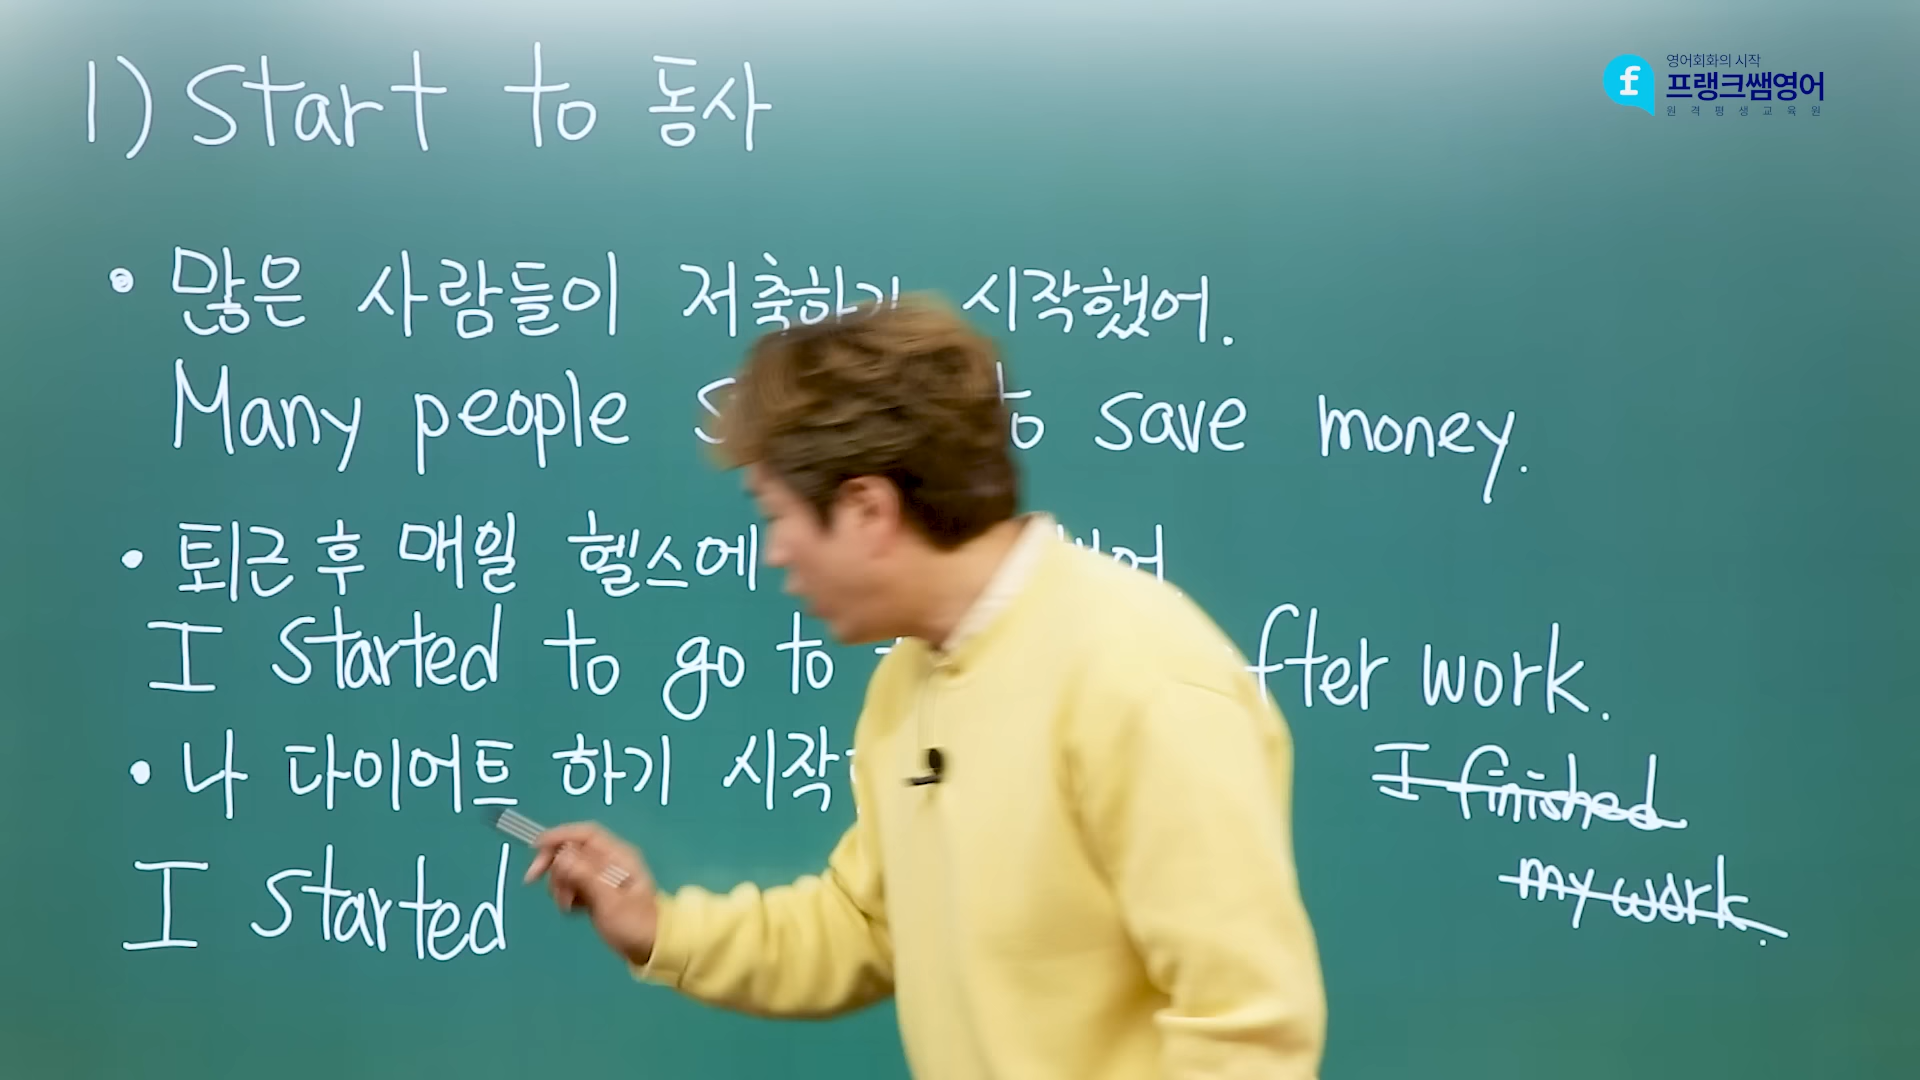 1) Start to 동사
영어회화의 시작
프랭크쌤영어
원격평생교육원
• 많은 사람들이 저축하기 시작했어.
Many people to save money.
• 퇴근 후 매일 헬스에
I started to go to after work.
• 나 다이어트 하기 시작
I finished
my work.
I started